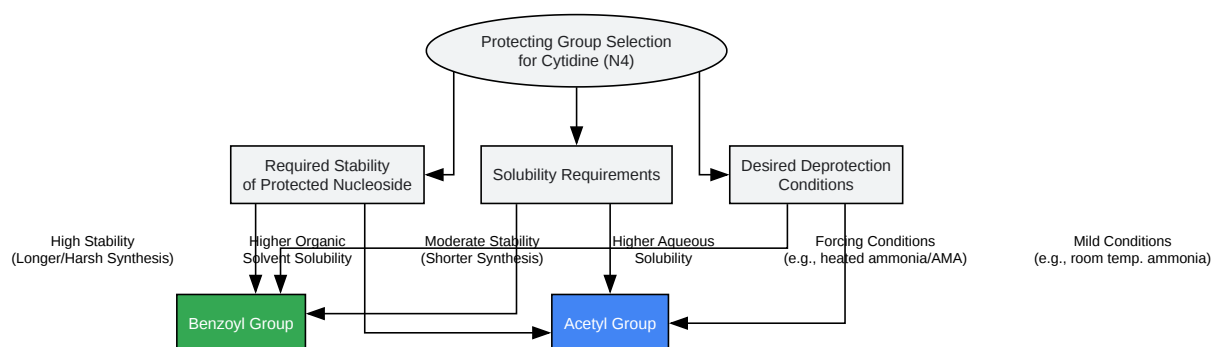 Protecting Group Selection
for Cytidine (N4)
Required Stability
of Protected Nucleoside
Solubility Requirements
Desired Deprotection
Conditions
High Stability
(Longer/Harsh Synthesis)
Higher Organic
Solvent Solubility
Moderate Stability
(Shorter Synthesis)
Higher Aqueous
Solubility
Forcing Conditions
(e.g., heated ammonia/AMA)
Mild Conditions
(e.g., room temp. ammonia)
Benzoyl Group
Acetyl Group